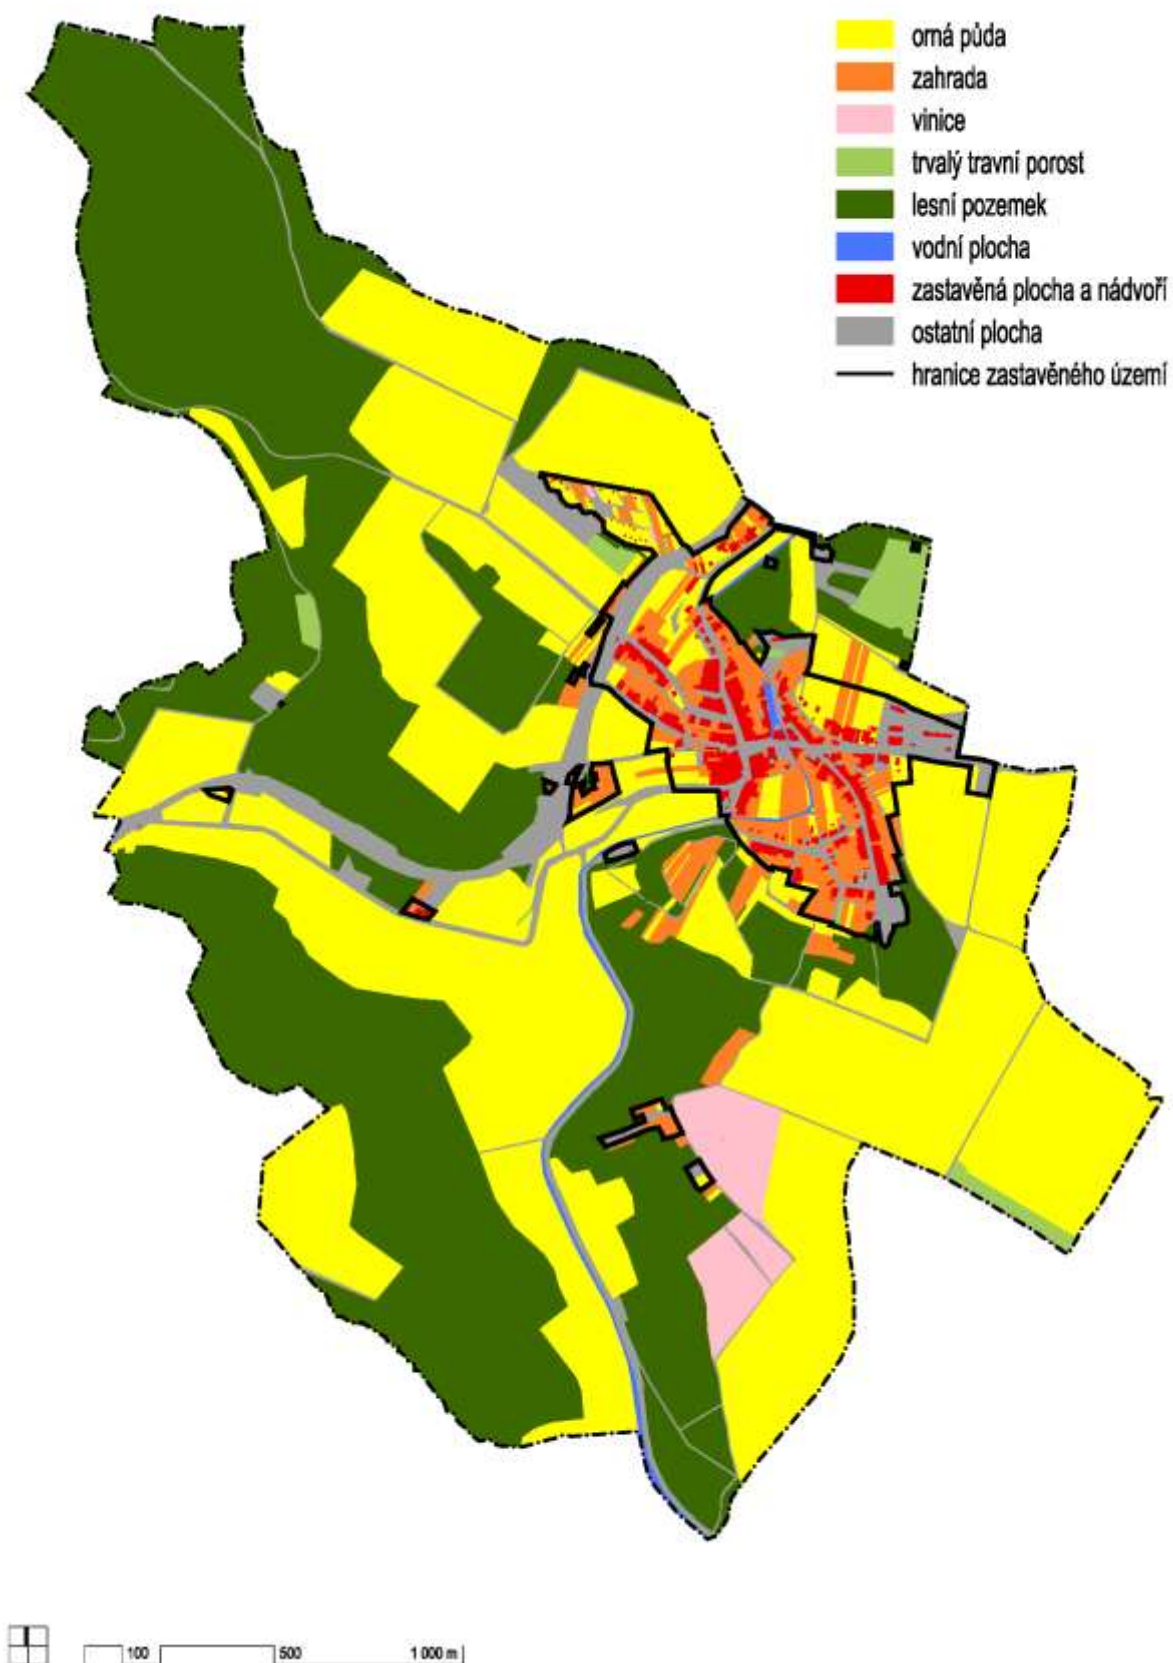 orná půda
zahrada
vinice
trvalý travní porost
lesní pozemek
vodní plocha
zastavěná plocha a nádvoří
ostatní plocha
hranice zastavěného území
100 500 1 000 m